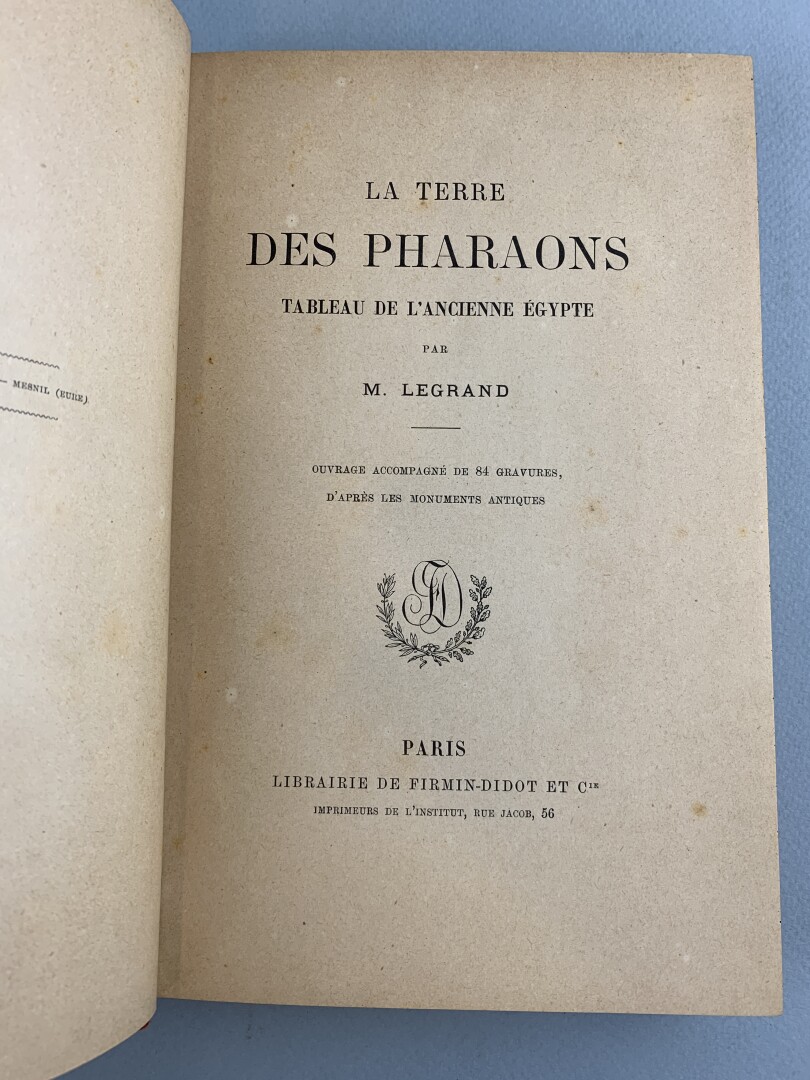 — MESNIL (EURE).
LA TERRE
DES PHARAONS
TABLEAU DE L'ANCIENNE ÉGYPTE
PAR
M. LEGRAND
OUVRAGE ACCOMPAGNÉ DE 84 GRAVURES,
D'APRÈS LES MONUMENTS ANTIQUES
FD
PARIS
LIBRAIRIE DE FIRMIN-DIDOT ET CIE
IMPRIMEURS DE L'INSTITUT, RUE JACOB, 56